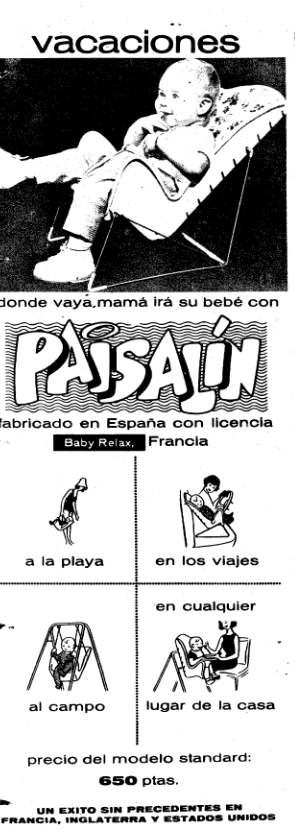 vacaciones
donde vaya, mamá irá su bebé con
PAISALÍN
fabricado en España con licencia
Baby Relax, Francia
a la playa
en los viajes
al campo
en cualquier
lugar de la casa
precio del modelo standard:
650 ptas.
UN EXITO SIN PRECEDENTES EN
FRANCIA, INGLATERRA Y ESTADOS UNIDOS